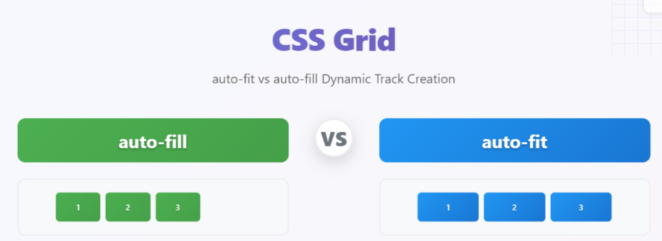 CSS Grid
auto-fit vs auto-fill Dynamic Track Creation
auto-fill
VS
auto-fit
1 2 3
1 2 3